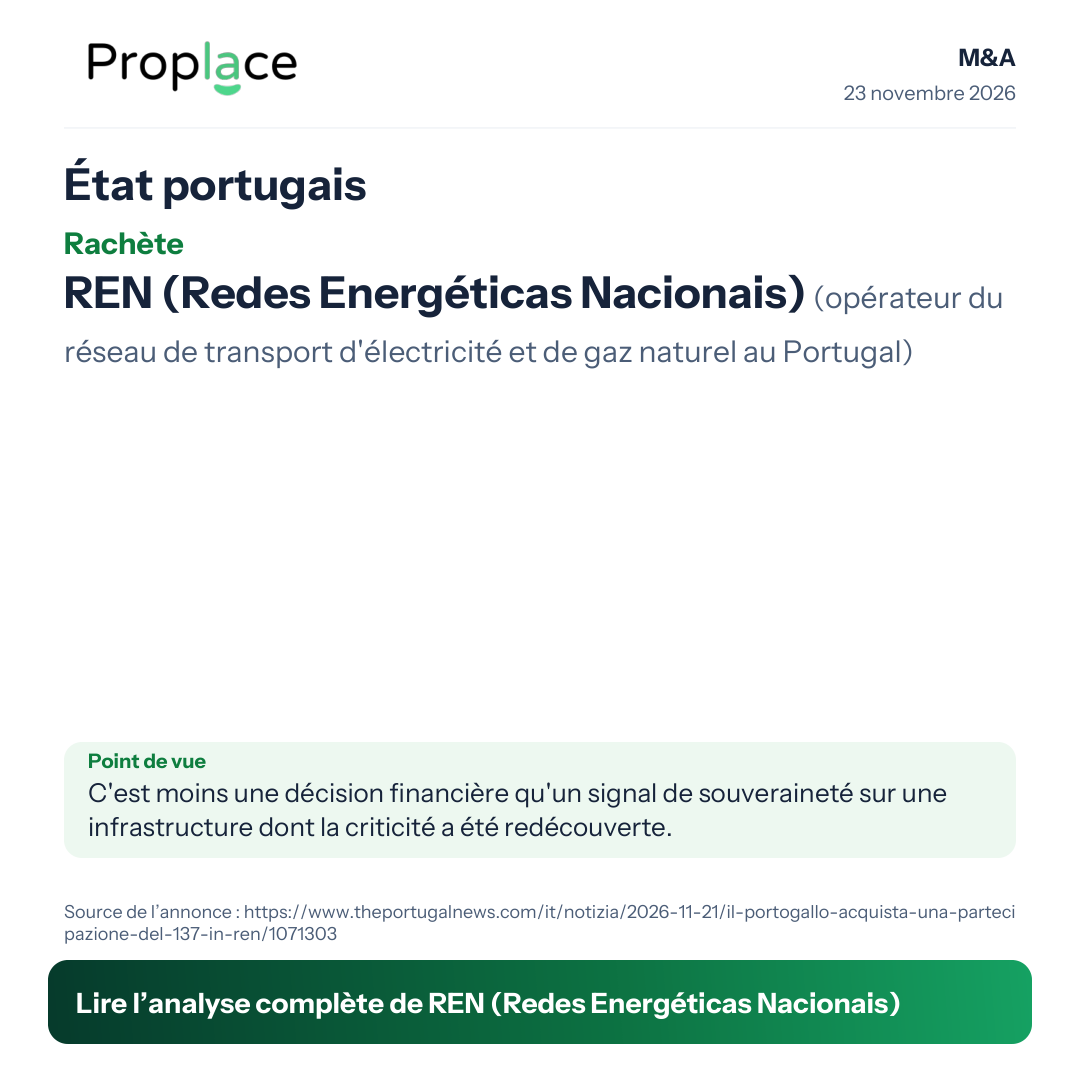 Proplace
M&A
23 novembre 2026
État portugais
Rachète
REN (Redes Energéticas Nacionais) (opérateur du
réseau de transport d'électricité et de gaz naturel au Portugal)
Point de vue
C'est moins une décision financière qu'un signal de souveraineté sur une
infrastructure dont la criticité a été redécouverte.
Source de l’annonce : https://www.theportugalnews.com/it/notizia/2026-11-21/il-portogallo-acquista-una-parteci
pazione-del-137-in-ren/1071303
Lire l’analyse complète de REN (Redes Energéticas Nacionais)